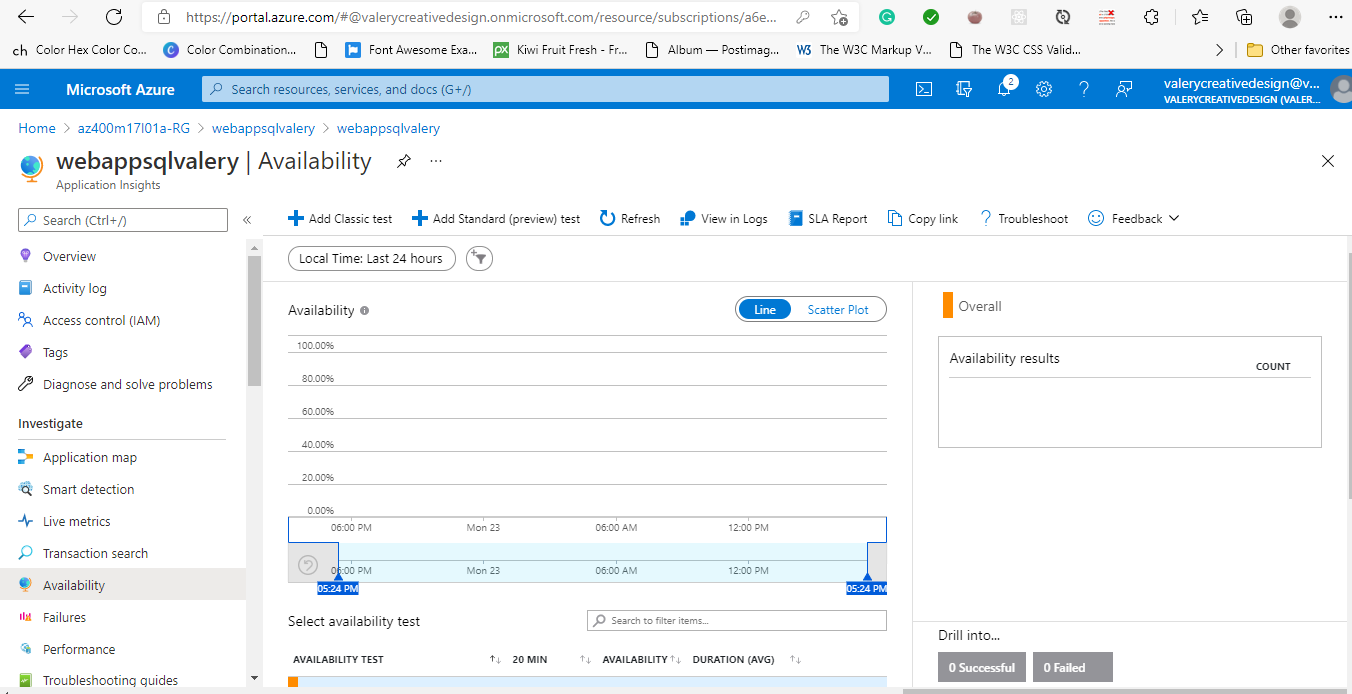 https://portal.azure.com/#@valerycreativedesign.onmicrosoft.com/resource/subscriptions/a6e...
ch Color Hex Color Co...
C Color Combination...
Font Awesome Exa...
px Kiwi Fruit Fresh - Fr...
Album — Postimag...
W3 The W3C Markup V...
The W3C CSS Valid...
Other favorites
Microsoft Azure
Search resources, services, and docs (G+/)
2
valerycreativedesign@v...
VALERYCREATIVEDESIGN (VALER...
Home > az400m17l01a-RG > webappsqlvalery > webappsqlvalery
webappsqlvalery | Availability
Application Insights
Search (Ctrl+/)
Overview
Activity log
Access control (IAM)
Tags
Diagnose and solve problems
Investigate
Application map
Smart detection
Live metrics
Transaction search
Availability
Failures
Performance
Troubleshooting guides
Add Classic test
Add Standard (preview) test
Refresh
View in Logs
SLA Report
Copy link
Troubleshoot
Feedback
Local Time: Last 24 hours
Availability
Line
Scatter Plot
100.00%
80.00%
60.00%
40.00%
20.00%
0.00%
06:00 PM Mon 23 06:00 AM 12:00 PM
06:00 PM Mon 23 06:00 AM 12:00 PM
05:24 PM 05:24 PM
Select availability test
Search to filter items...
AVAILABILITY TEST 20 MIN AVAILABILITY DURATION (AVG)
Overall
Availability results
COUNT
Drill into...
0 Successful
0 Failed